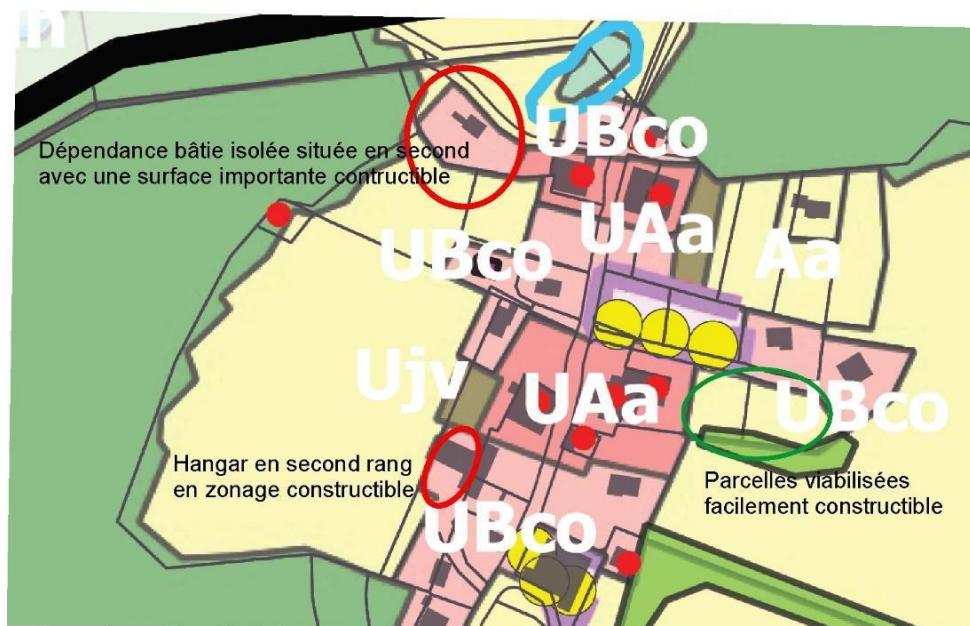 UBco
Dépendance bâtie isolée située en second
avec une surface importante contructible
UAa
UBco
Aa
Ujv
UAa
UBco
Hangar en second rang
en zonage constructible
Parcelles viabilisées
facilement constructible
UBco